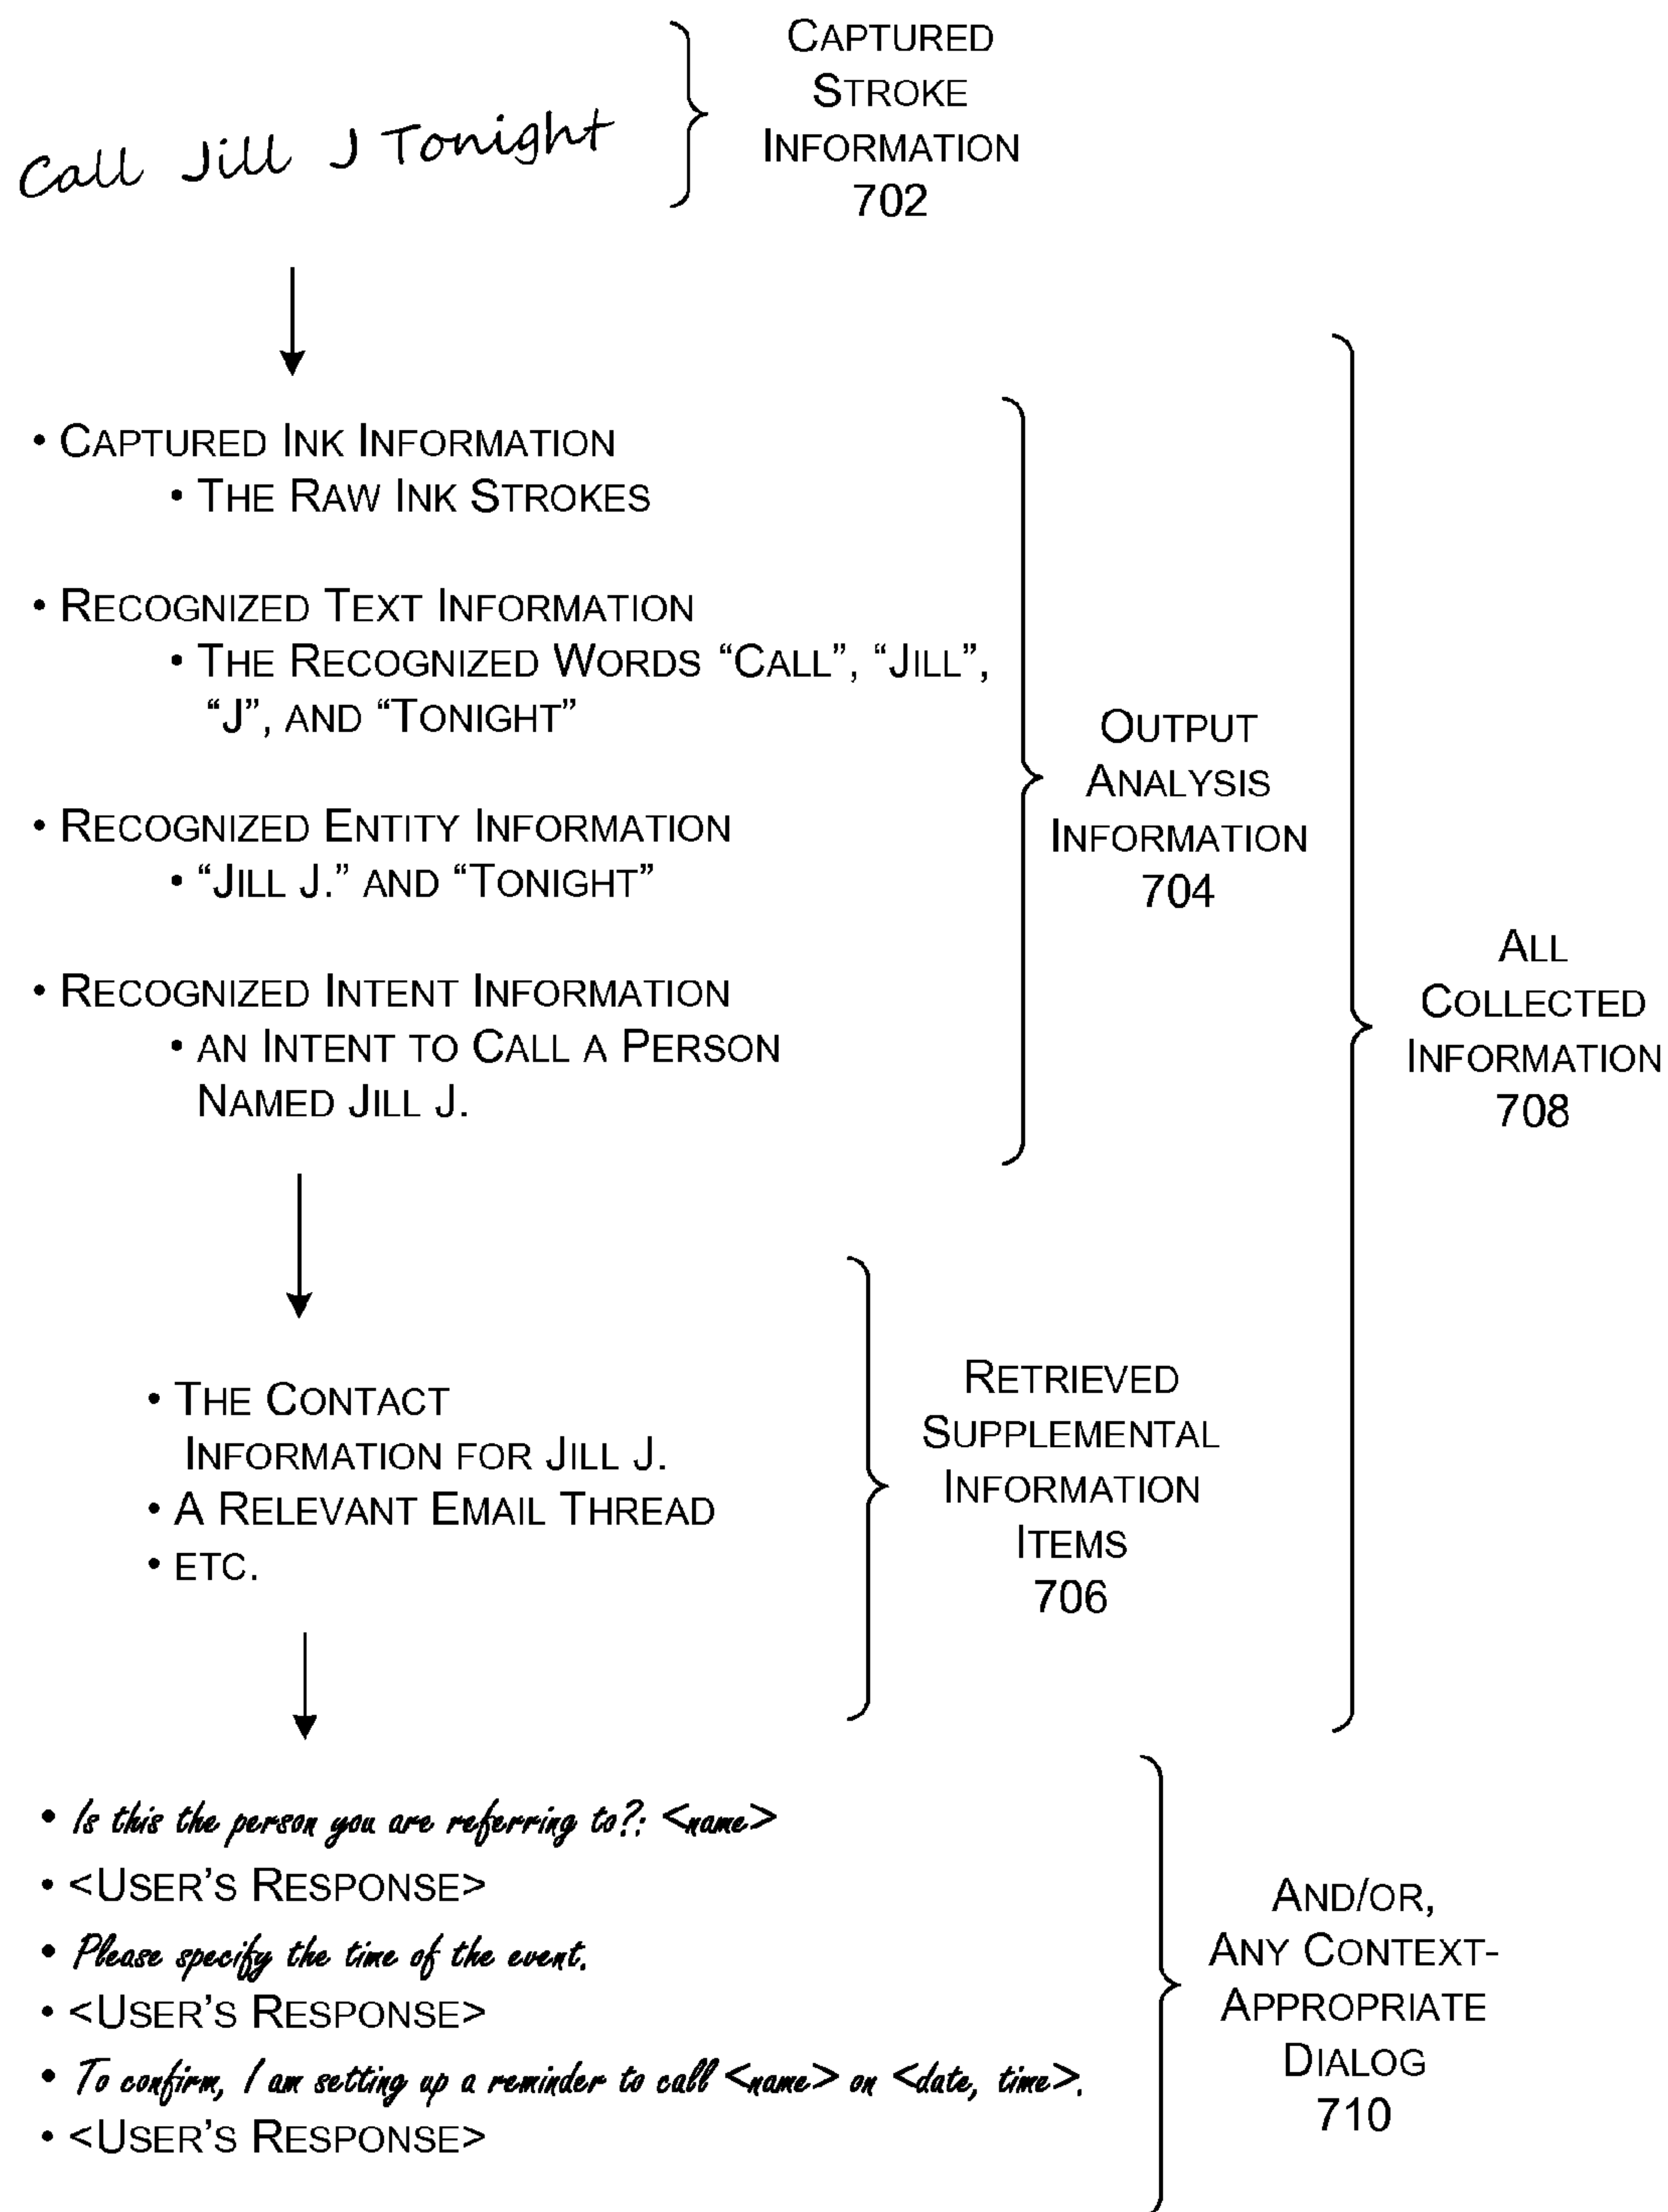 Call Jill J Tonight
CAPTURED
STROKE
INFORMATION
702
• CAPTURED INK INFORMATION
• THE RAW INK STROKES
• RECOGNIZED TEXT INFORMATION
• THE RECOGNIZED WORDS “CALL”, “JILL”,
“J”, AND “TONIGHT”
• RECOGNIZED ENTITY INFORMATION
• “JILL J.” AND “TONIGHT”
• RECOGNIZED INTENT INFORMATION
• AN INTENT TO CALL A PERSON
NAMED JILL J.
OUTPUT
ANALYSIS
INFORMATION
704
ALL
COLLECTED
INFORMATION
708
• THE CONTACT
INFORMATION FOR JILL J.
• A RELEVANT EMAIL THREAD
• ETC.
RETRIEVED
SUPPLEMENTAL
INFORMATION
ITEMS
706
• Is this the person you are referring to?: <name>
• <USER’S RESPONSE>
• Please specify the time of the event.
• <USER’S RESPONSE>
• To confirm, I am setting up a reminder to call <name> on <date, time>.
• <USER’S RESPONSE>
AND/OR,
ANY CONTEXT-
APPROPRIATE
DIALOG
710